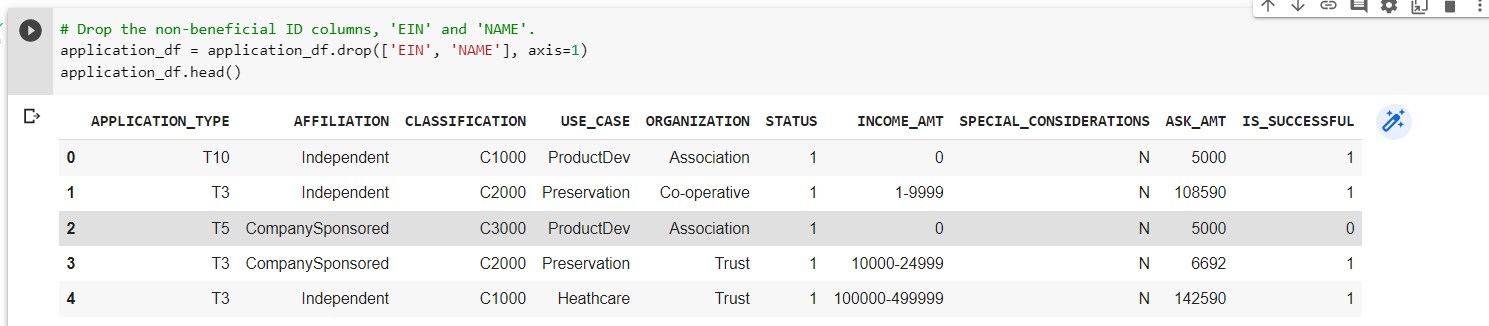 # Drop the non-beneficial ID columns, 'EIN' and 'NAME'.
application_df = application_df.drop(['EIN', 'NAME'], axis=1)
application_df.head()
APPLICATION_TYPE AFFILIATION CLASSIFICATION USE_CASE ORGANIZATION STATUS INCOME_AMT SPECIAL_CONSIDERATIONS ASK_AMT IS_SUCCESSFUL
0 T10 Independent C1000 ProductDev Association 1 0 N 5000 1
1 T3 Independent C2000 Preservation Co-operative 1 1-9999 N 108590 1
2 T5 CompanySponsored C3000 ProductDev Association 1 0 N 5000 0
3 T3 CompanySponsored C2000 Preservation Trust 1 10000-24999 N 6692 1
4 T3 Independent C1000 Heathcare Trust 1 100000-499999 N 142590 1